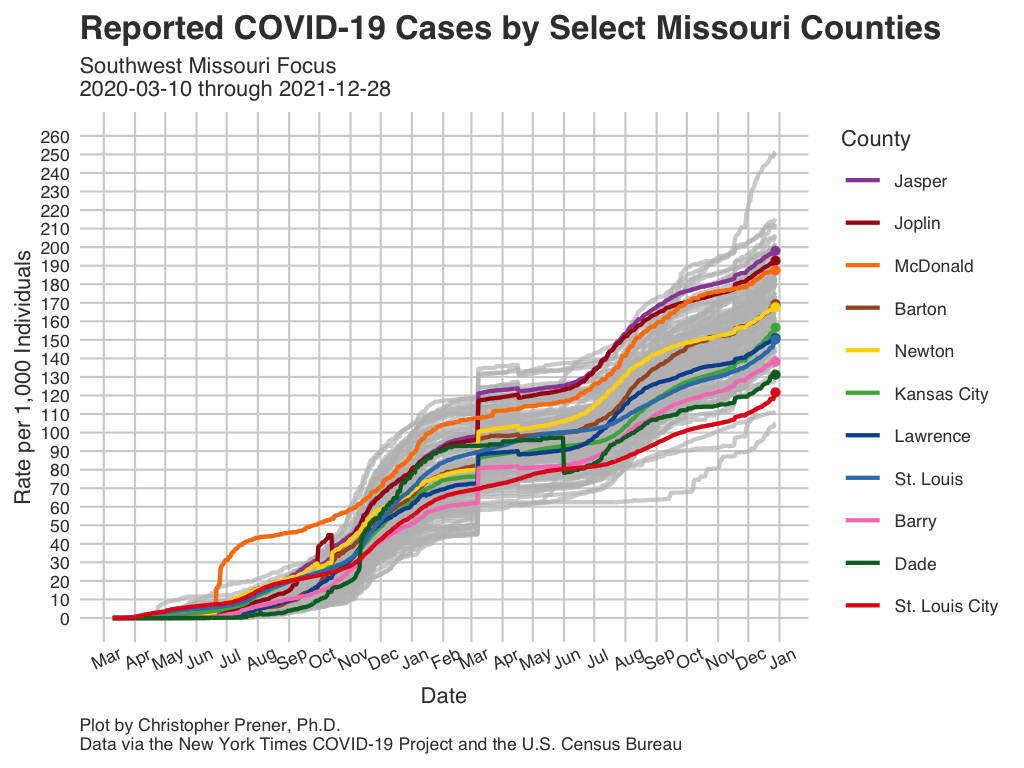 Reported COVID-19 Cases by Select Missouri Counties
Southwest Missouri Focus
2020-03-10 through 2021-12-28
Rate per 1,000 Individuals
260
250
240
230
220
210
200
190
180
170
160
150
140
130
120
110
100
90
80
70
60
50
40
30
20
10
0
Mar Apr May Jun Jul Aug Sep Oct Nov Dec Jan Feb Mar Apr May Jun Jul Aug Sep Oct Nov Dec Jan
Date
County
Jasper
Joplin
McDonald
Barton
Newton
Kansas City
Lawrence
St. Louis
Barry
Dade
St. Louis City
Plot by Christopher Prener, Ph.D.
Data via the New York Times COVID-19 Project and the U.S. Census Bureau